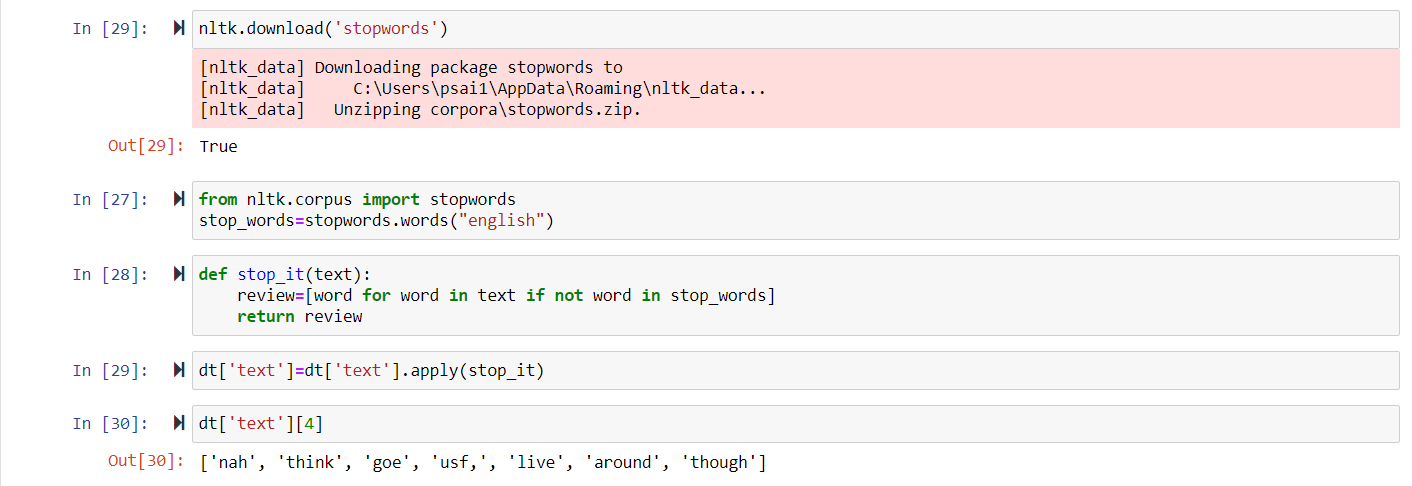 In [29]: nltk.download('stopwords')
[nltk_data] Downloading package stopwords to
[nltk_data]     C:\Users\psai1\AppData\Roaming\nltk_data...
[nltk_data]   Unzipping corpora\stopwords.zip.
Out[29]: True
In [27]: from nltk.corpus import stopwords
stop_words=stopwords.words("english")
In [28]: def stop_it(text):
    review=[word for word in text if not word in stop_words]
    return review
In [29]: dt['text']=dt['text'].apply(stop_it)
In [30]: dt['text'][4]
Out[30]: ['nah', 'think', 'goe', 'usf,', 'live', 'around', 'though']